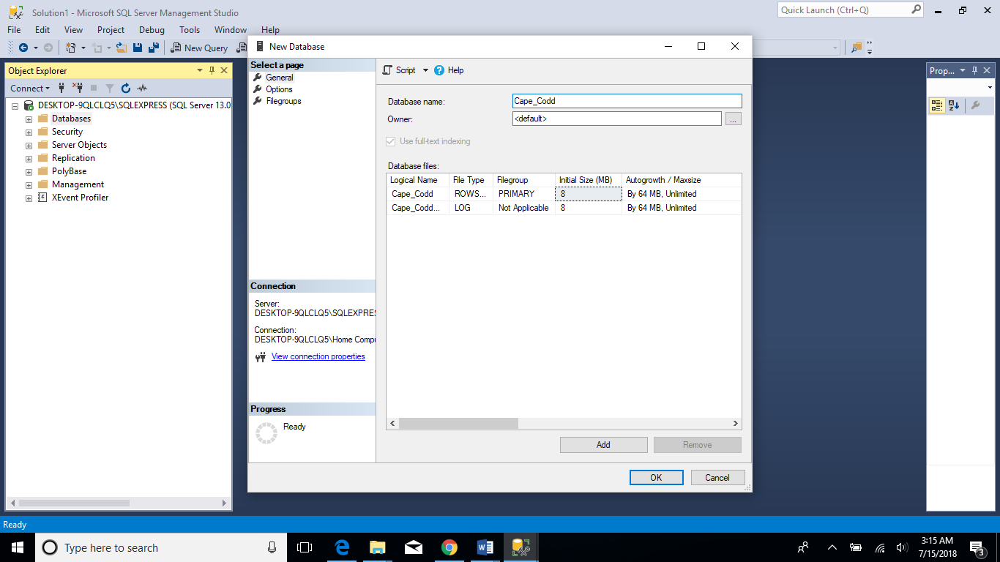 Solution1 - Microsoft SQL Server Management Studio
Quick Launch (Ctrl+Q)
File Edit View Project Debug Tools Window Help
New Query
New Database
Object Explorer
Connect
DESKTOP-9QLCLQ5\SQLEXPRESS (SQL Server 13.0
Databases
Security
Server Objects
Replication
PolyBase
Management
XEvent Profiler
Select a page
General
Options
Filegroups
Connection
Server:
DESKTOP-9QLCLQ5\SQLEXPRES
Connection:
DESKTOP-9QLCLQ5\Home Compu
View connection properties
Progress
Ready
Script Help
Database name: Cape_Codd
Owner: <default> ...
Use full-text indexing
Database files:
Logical Name File Type Filegroup Initial Size (MB) Autogrowth / Maxsize
Cape_Codd ROWS... PRIMARY 8 By 64 MB, Unlimited
Cape_Codd... LOG Not Applicable 8 By 64 MB, Unlimited
Add Remove
OK Cancel
Prop...
Ready
Type here to search
3:15 AM
7/15/2018
3